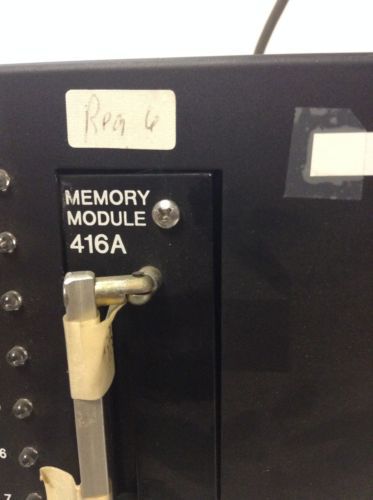 Reg 6
MEMORY
MODULE
416A
6
7